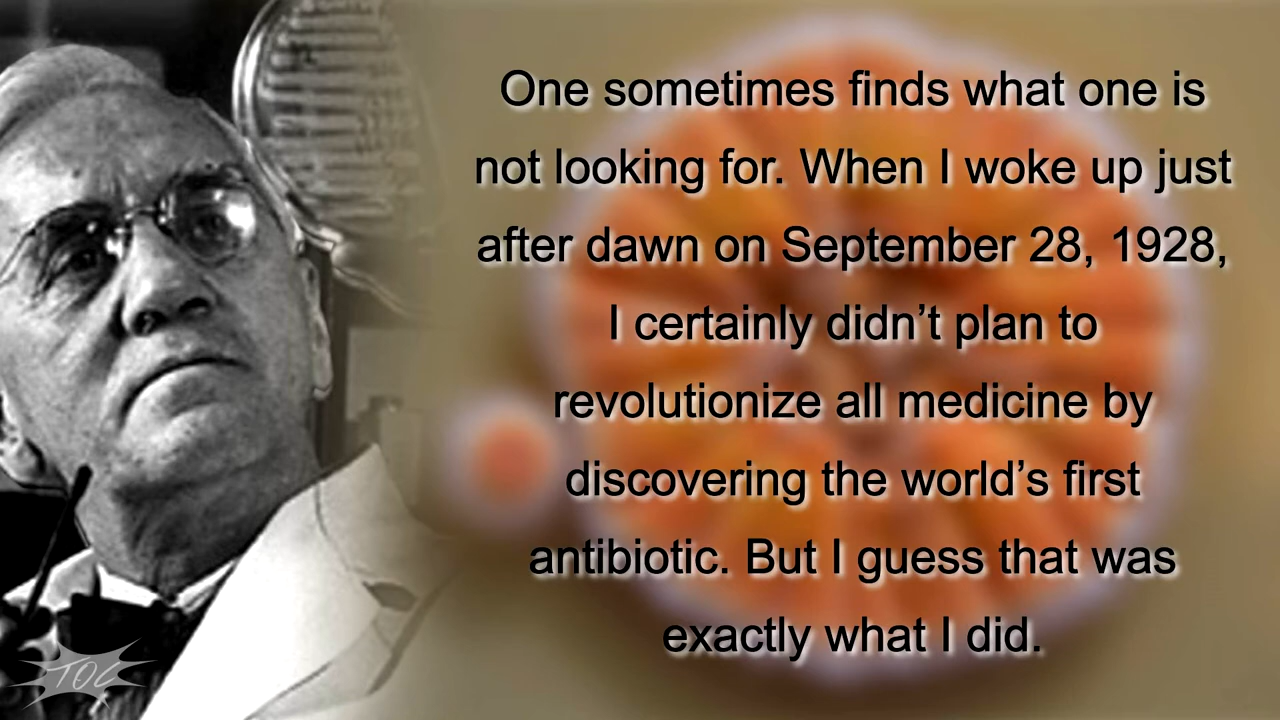 One sometimes finds what one is
not looking for. When I woke up just
after dawn on September 28, 1928,
I certainly didn’t plan to
revolutionize all medicine by
discovering the world’s first
antibiotic. But I guess that was
exactly what I did.
TOC